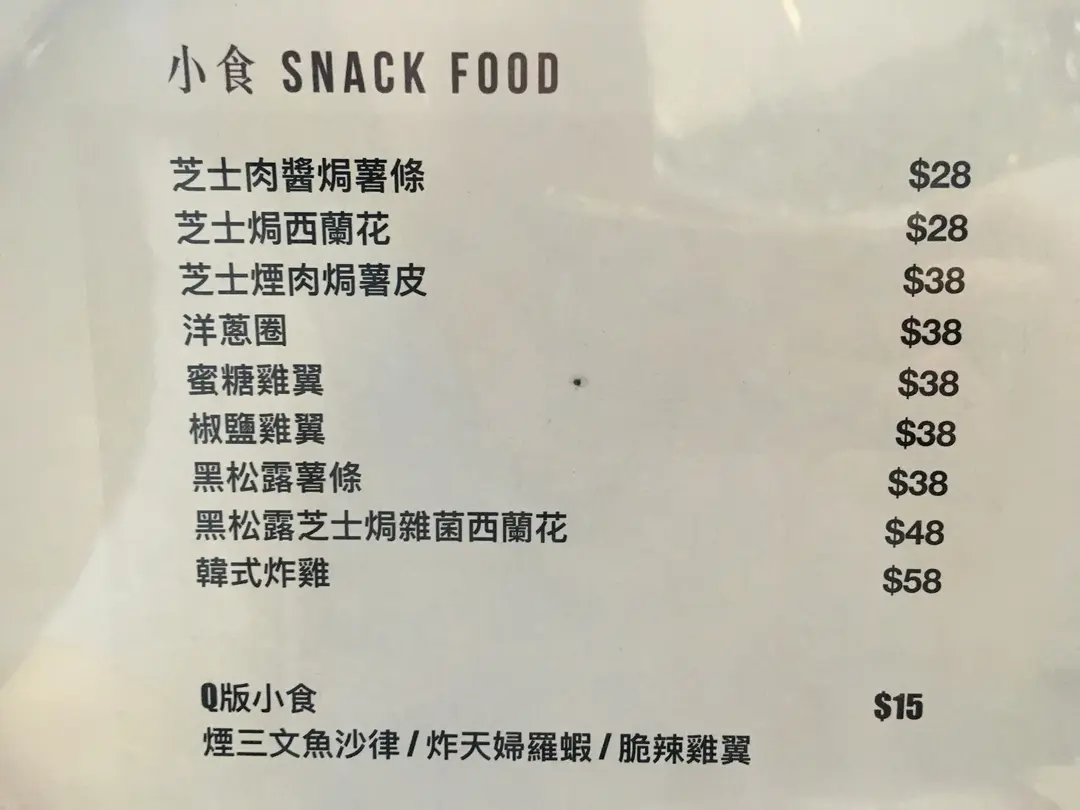 小食 SNACK FOOD
芝士肉醬焗薯條 $28
芝士焗西蘭花 $28
芝士煙肉焗薯皮 $38
洋蔥圈 $38
蜜糖雞翼 $38
椒鹽雞翼 $38
黑松露薯條 $38
黑松露芝士焗雜菌西蘭花 $48
韓式炸雞 $58
Q版小食 $15
煙三文魚沙律/炸天婦羅蝦/脆辣雞翼